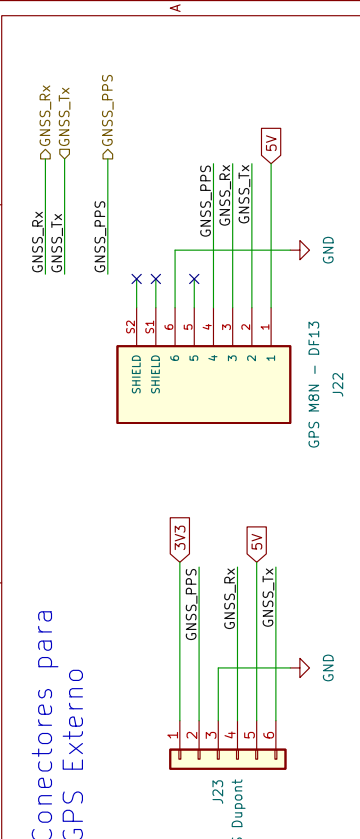 A
GNSS_Rx
GNSS_Tx
GNSS_PPS
GNSS_Rx
GNSS_Tx
GNSS_PPS
5V
GNSS_PPS
GNSS_Rx
GNSS_Tx
GND
S2
S1
6
5
4
3
2
1
SHIELD
SHIELD
6
5
4
3
2
1
GPS M8N - DF13
J22
Conectores para
GPS Externo
3V3
5V
GNSS_PPS
GNSS_Rx
GNSS_Tx
GND
1
2
3
4
5
6
J23
Dupont